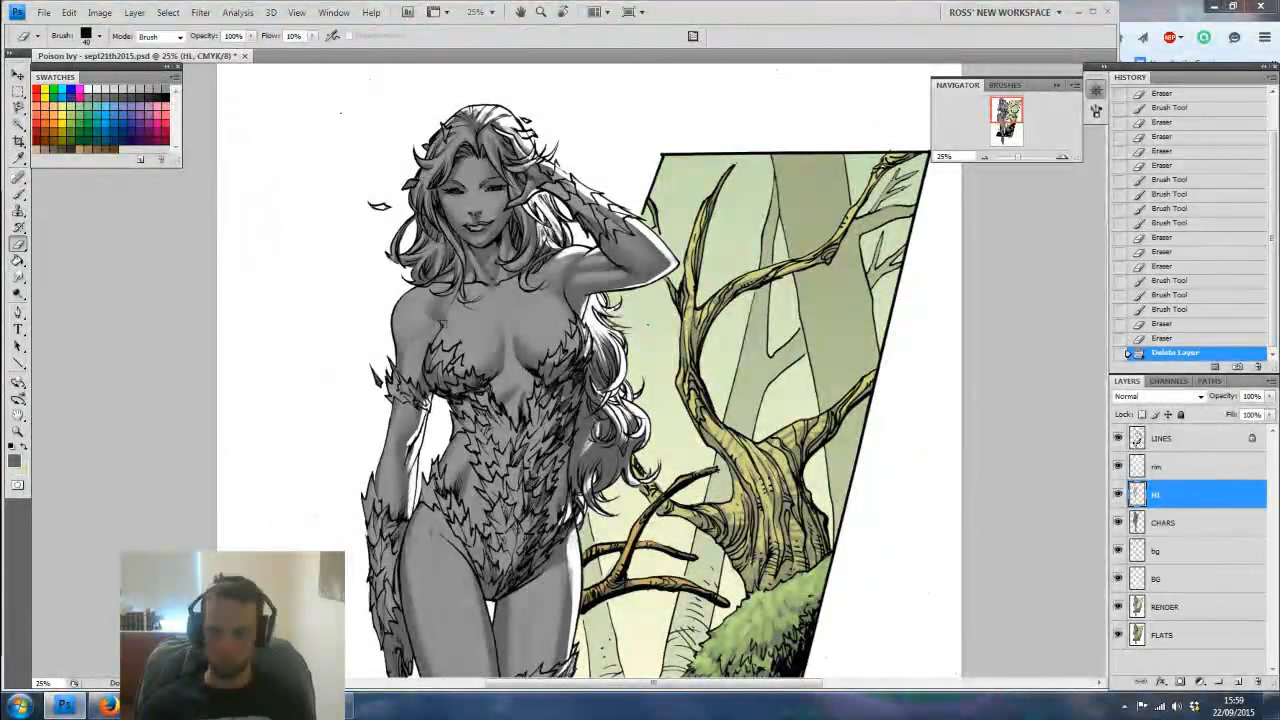 Ps File Edit Image Layer Select Filter Analysis 3D View Window Help Br 25% ROSS' NEW WORKSPACE
Brush: 40 Mode: Brush Opacity: 100% Flow: 10%
Poison Ivy - sept21th2015.psd @ 25% (H1, CMYK/8) *
SWATCHES
NAVIGATOR BRUSHES
25%
HISTORY
Eraser
Brush Tool
Eraser
Eraser
Eraser
Eraser
Brush Tool
Brush Tool
Brush Tool
Brush Tool
Eraser
Eraser
Eraser
Brush Tool
Brush Tool
Brush Tool
Eraser
Eraser
Delete Layer
LAYERS CHANNELS PATHS
Normal Opacity: 100%
Lock: Fill: 100%
LINES
rim
H1
CHARS
bg
BG
RENDER
FLATS
25%
Ps
15:59
22/09/2015